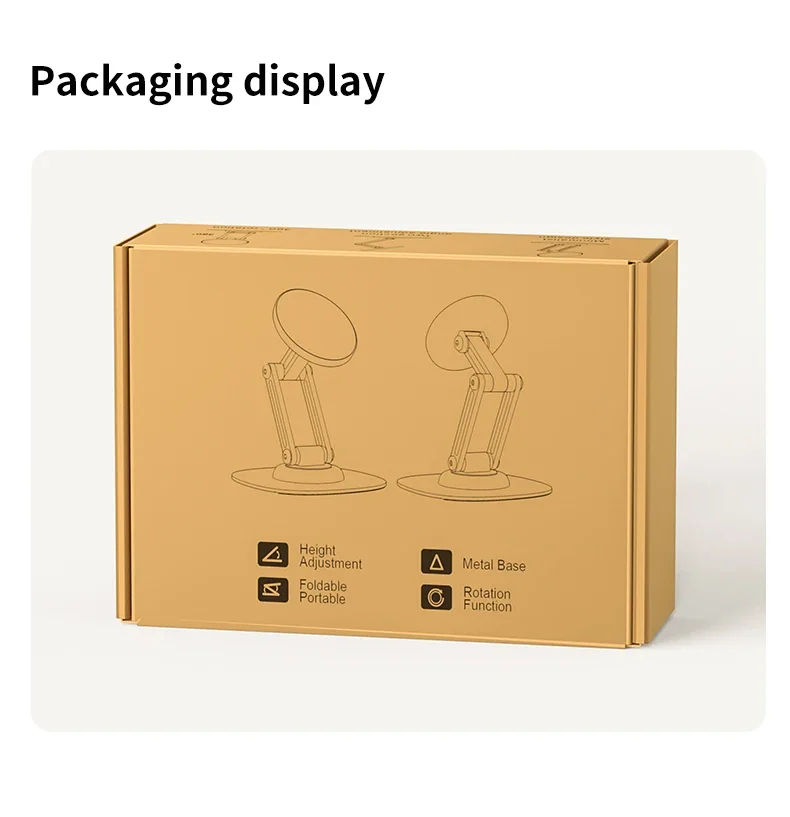 Packaging display
Height
Adjustment
Foldable
Portable
Metal Base
Rotation
Function